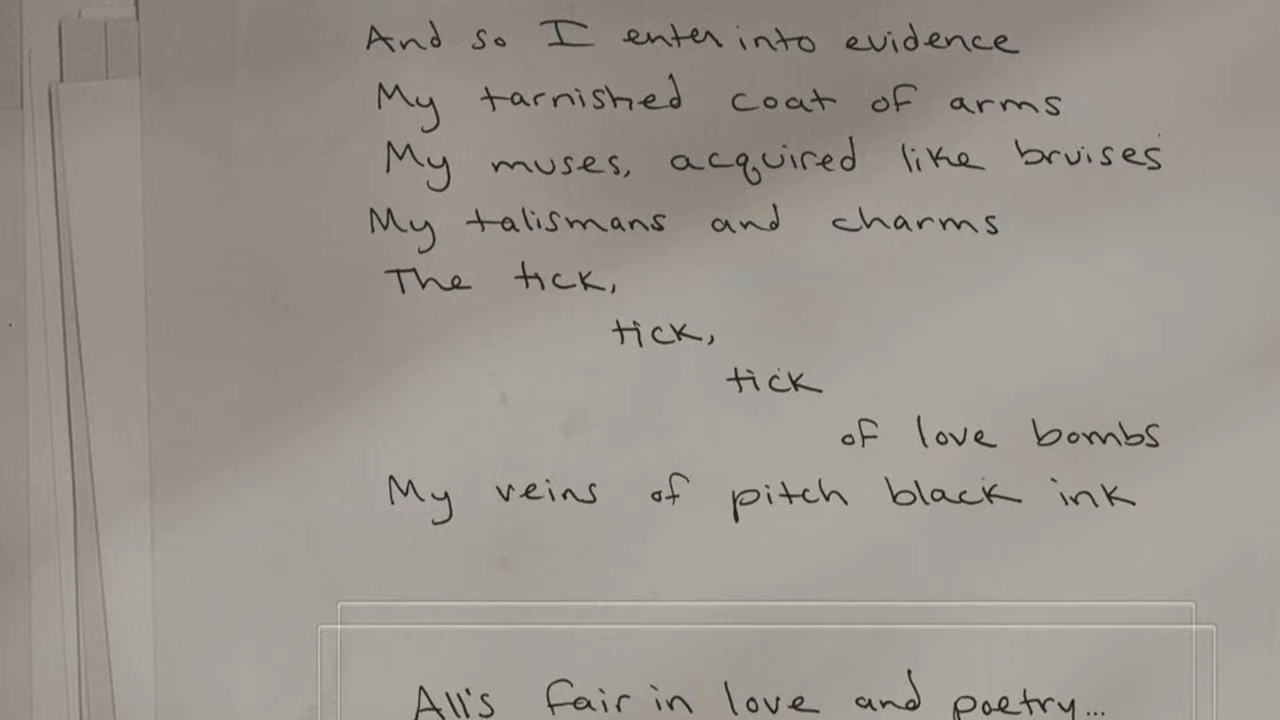 And so I enter into evidence
My tarnished coat of arms
My muses, acquired like bruises
My talismans and charms
The tick,
tick,
tick
of love bombs
My veins of pitch black ink
All's fair in love and poetry...